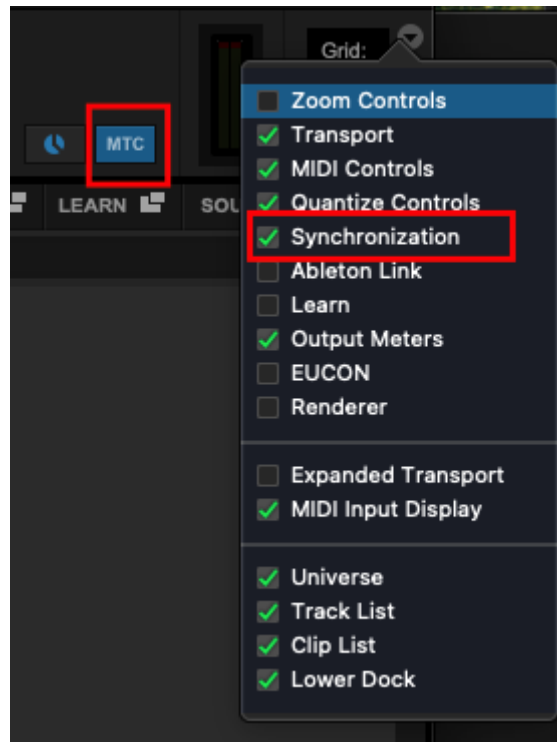 Grid:
MTC
LEARN
SOU
Zoom Controls
Transport
MIDI Controls
Quantize Controls
Synchronization
Ableton Link
Learn
Output Meters
EUCON
Renderer
Expanded Transport
MIDI Input Display
Universe
Track List
Clip List
Lower Dock